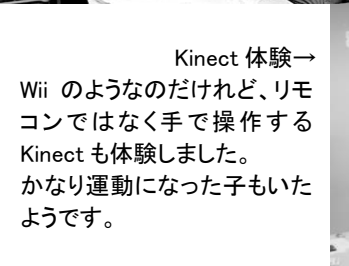 Kinect 体験→
Wii のようなのだけれど、リモ
コンではなく手で操作する
Kinect も体験しました。
かなり運動になった子もいた
ようです。